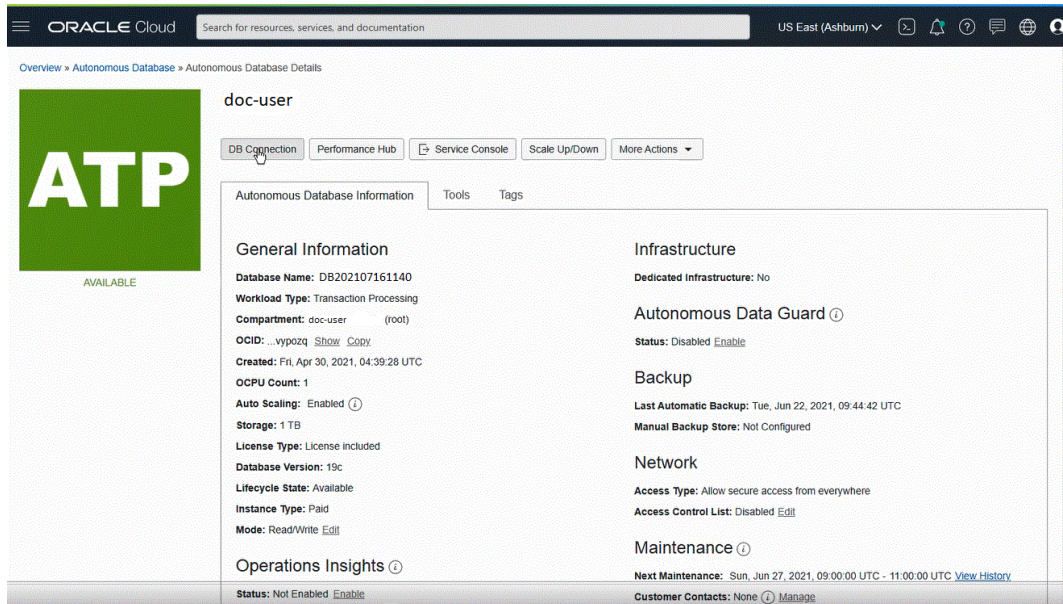 ORACLE Cloud
Search for resources, services, and documentation
US East (Ashburn)
Overview » Autonomous Database » Autonomous Database Details
ATP
AVAILABLE
doc-user
DB Connection Performance Hub Service Console Scale Up/Down More Actions
Autonomous Database Information Tools Tags
General Information
Database Name: DB202107161140
Workload Type: Transaction Processing
Compartment: doc-user (root)
OCID: ...vypozq Show Copy
Created: Fri, Apr 30, 2021, 04:39:28 UTC
OCPU Count: 1
Auto Scaling: Enabled i
Storage: 1 TB
License Type: License included
Database Version: 19c
Lifecycle State: Available
Instance Type: Paid
Mode: Read/Write Edit
Operations Insights i
Status: Not Enabled Enable
Infrastructure
Dedicated Infrastructure: No
Autonomous Data Guard i
Status: Disabled Enable
Backup
Last Automatic Backup: Tue, Jun 22, 2021, 09:44:42 UTC
Manual Backup Store: Not Configured
Network
Access Type: Allow secure access from everywhere
Access Control List: Disabled Edit
Maintenance i
Next Maintenance: Sun, Jun 27, 2021, 09:00:00 UTC - 11:00:00 UTC View History
Customer Contacts: None i Manage